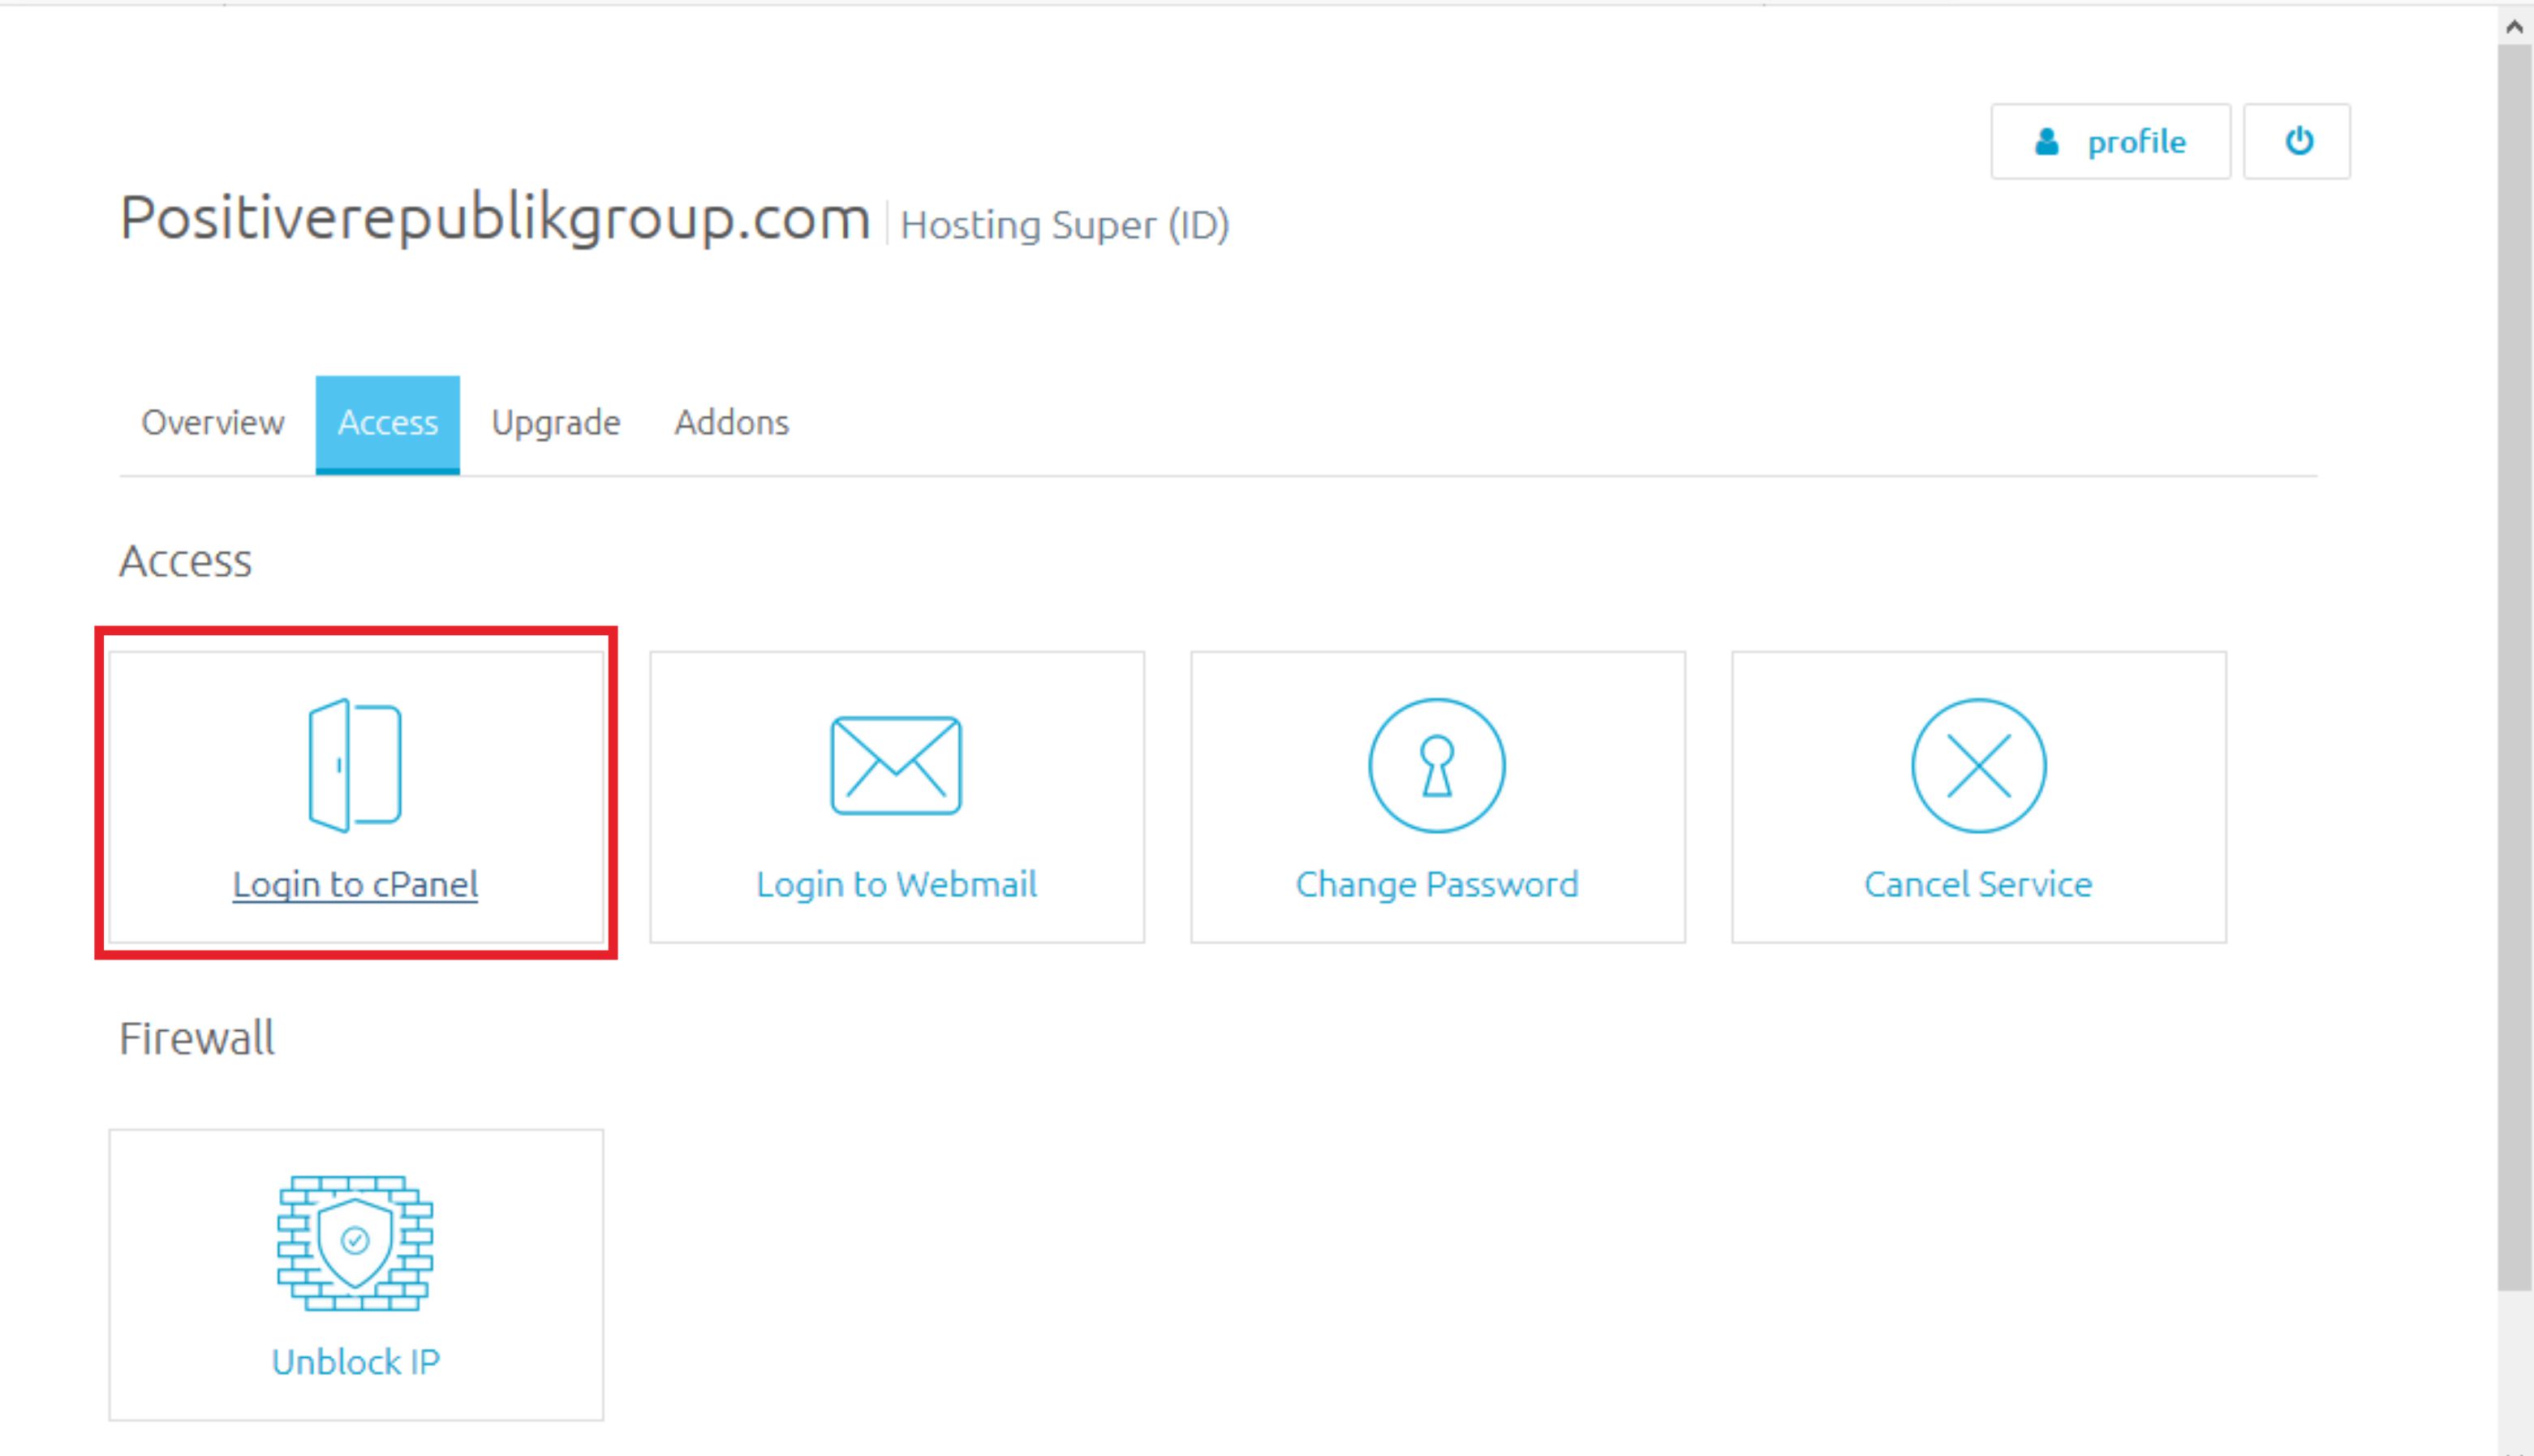 profile
Positiverepublikgroup.com Hosting Super (ID)
Overview Access Upgrade Addons
Access
Login to cPanel Login to Webmail Change Password Cancel Service
Firewall
Unblock IP